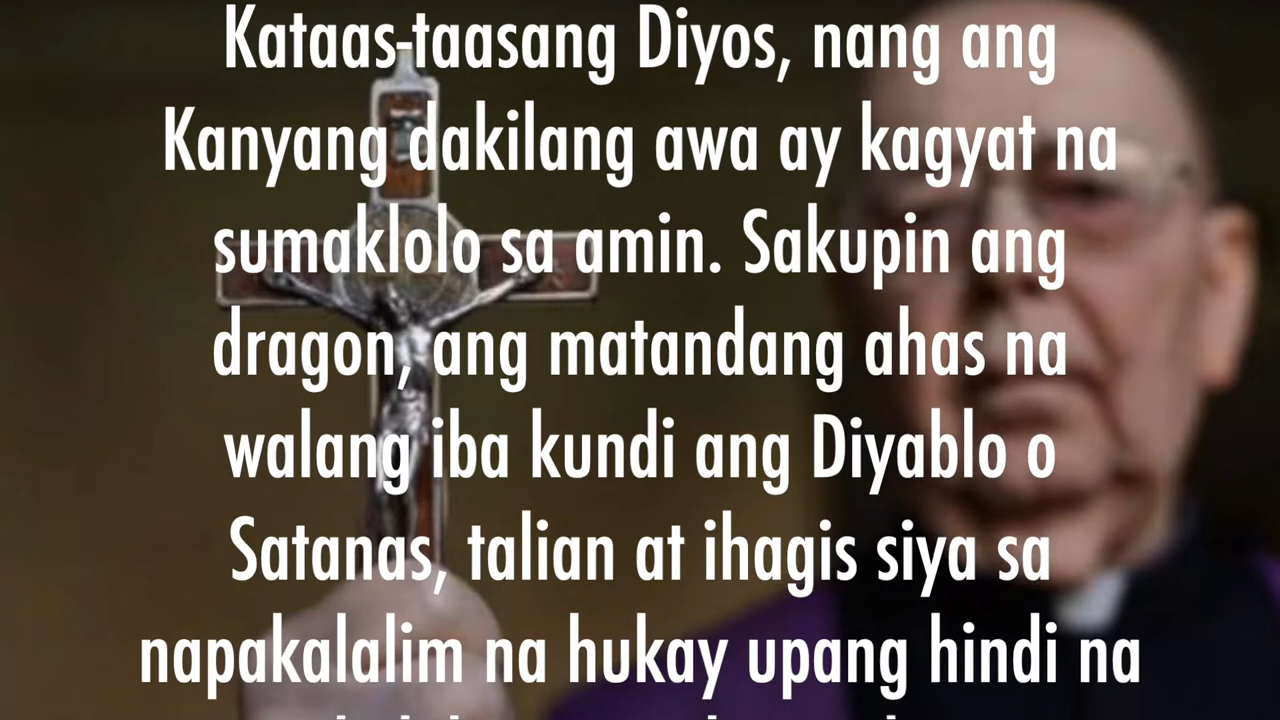 Kataas-taasang Diyos, nang ang
Kanyang dakilang awa ay kagyat na
sumaklolo sa amin. Sakupin ang
dragon, ang matandang ahas na
walang iba kundi ang Diyablo o
Satanas, talian at ihagis siya sa
napakalalim na hukay upang hindi na